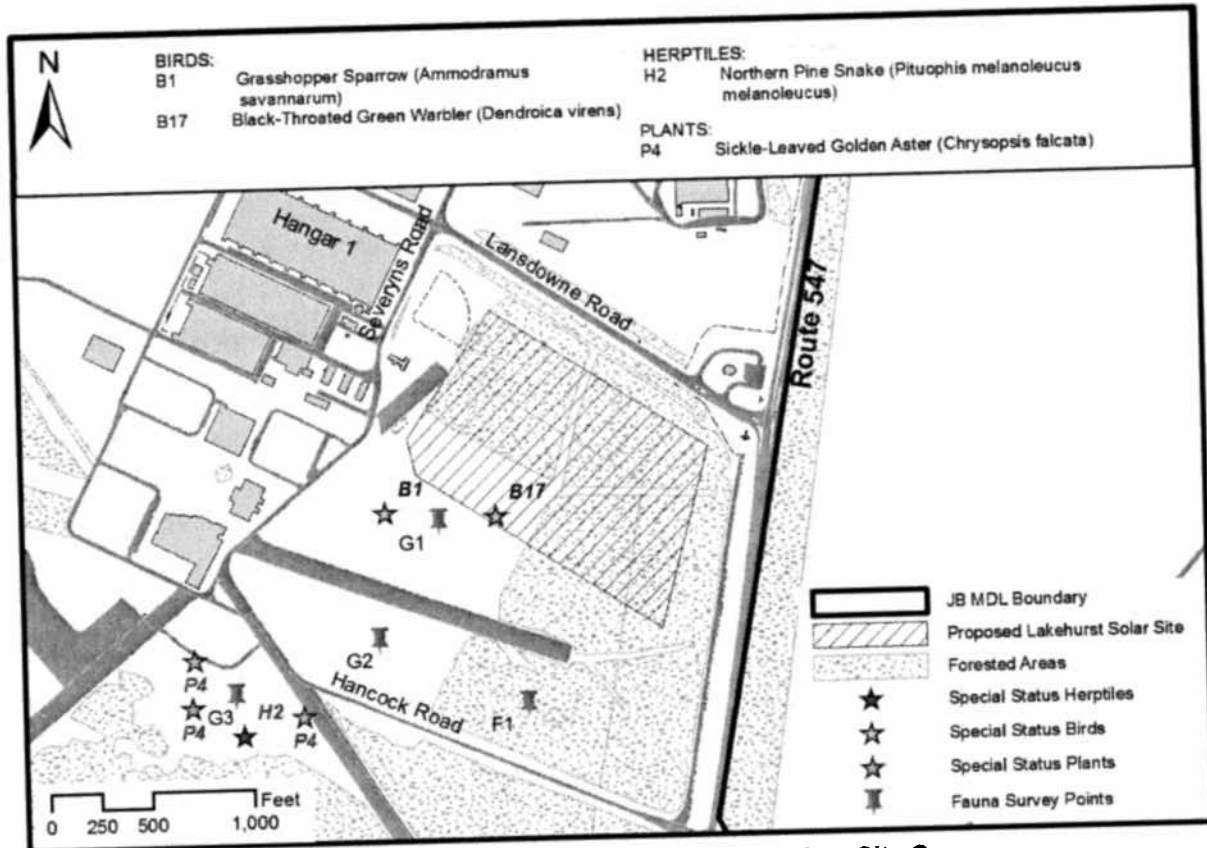 N
BIRDS:
B1 Grasshopper Sparrow (Ammodramus
savannarum)
B17 Black-Throated Green Warbler (Dendroica virens)
HERPTILES:
H2 Northern Pine Snake (Pituophis melanoleucus
melanoleucus)
PLANTS:
P4 Sickle-Leaved Golden Aster (Chrysopsis falcata)
Hangar 1
Severyns Road
Lansdowne Road
Route 547
B1
B17
G1
G2
Hancock Road
F1
P4
G3
H2
P4
P4
JB MDL Boundary
Proposed Lakehurst Solar Site
Forested Areas
Special Status Herptiles
Special Status Birds
Special Status Plants
Fauna Survey Points
Feet
0 250 500 1,000